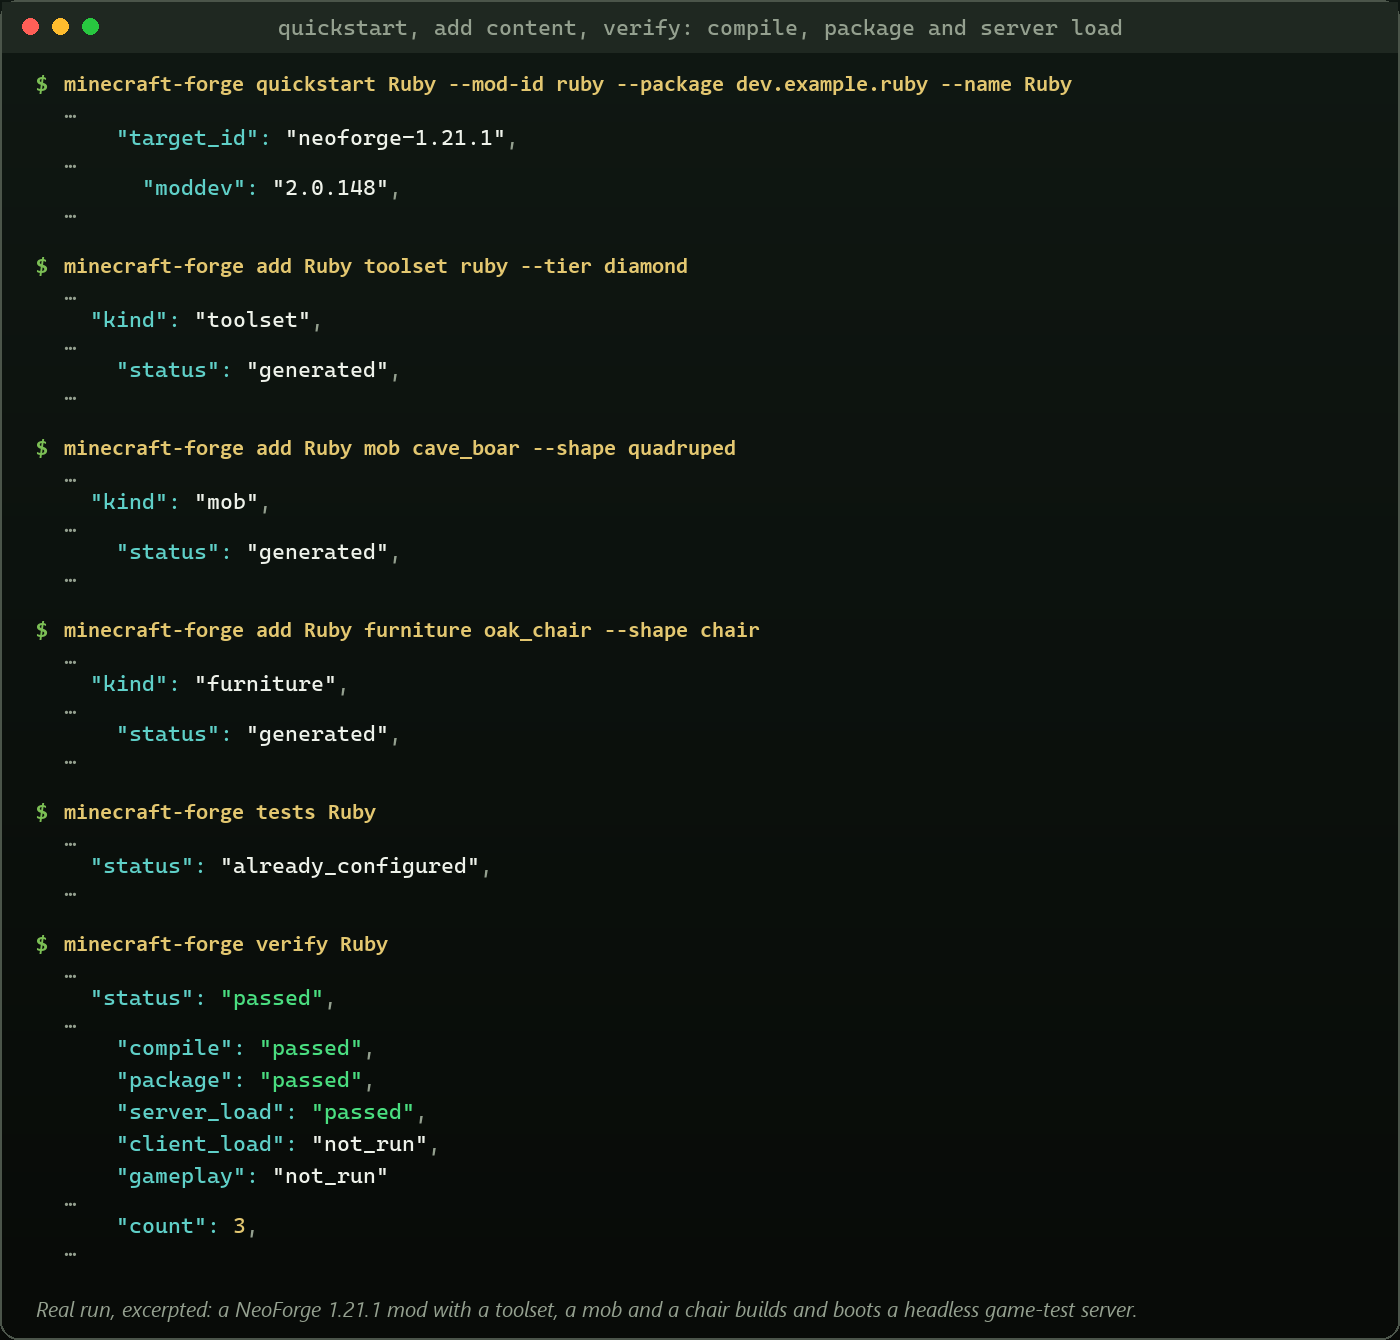 quickstart, add content, verify: compile, package and server load
$ minecraft-forge quickstart Ruby --mod-id ruby --package dev.example.ruby --name Ruby
…
"target_id": "neoforge-1.21.1",
…
"moddev": "2.0.148",
…
$ minecraft-forge add Ruby toolset ruby --tier diamond
…
"kind": "toolset",
…
"status": "generated",
…
$ minecraft-forge add Ruby mob cave_boar --shape quadruped
…
"kind": "mob",
…
"status": "generated",
…
$ minecraft-forge add Ruby furniture oak_chair --shape chair
…
"kind": "furniture",
…
"status": "generated",
…
$ minecraft-forge tests Ruby
…
"status": "already_configured",
…
$ minecraft-forge verify Ruby
…
"status": "passed",
…
"compile": "passed",
"package": "passed",
"server_load": "passed",
"client_load": "not_run",
"gameplay": "not_run"
…
"count": 3,
…
Real run, excerpted: a NeoForge 1.21.1 mod with a toolset, a mob and a chair builds and boots a headless game-test server.